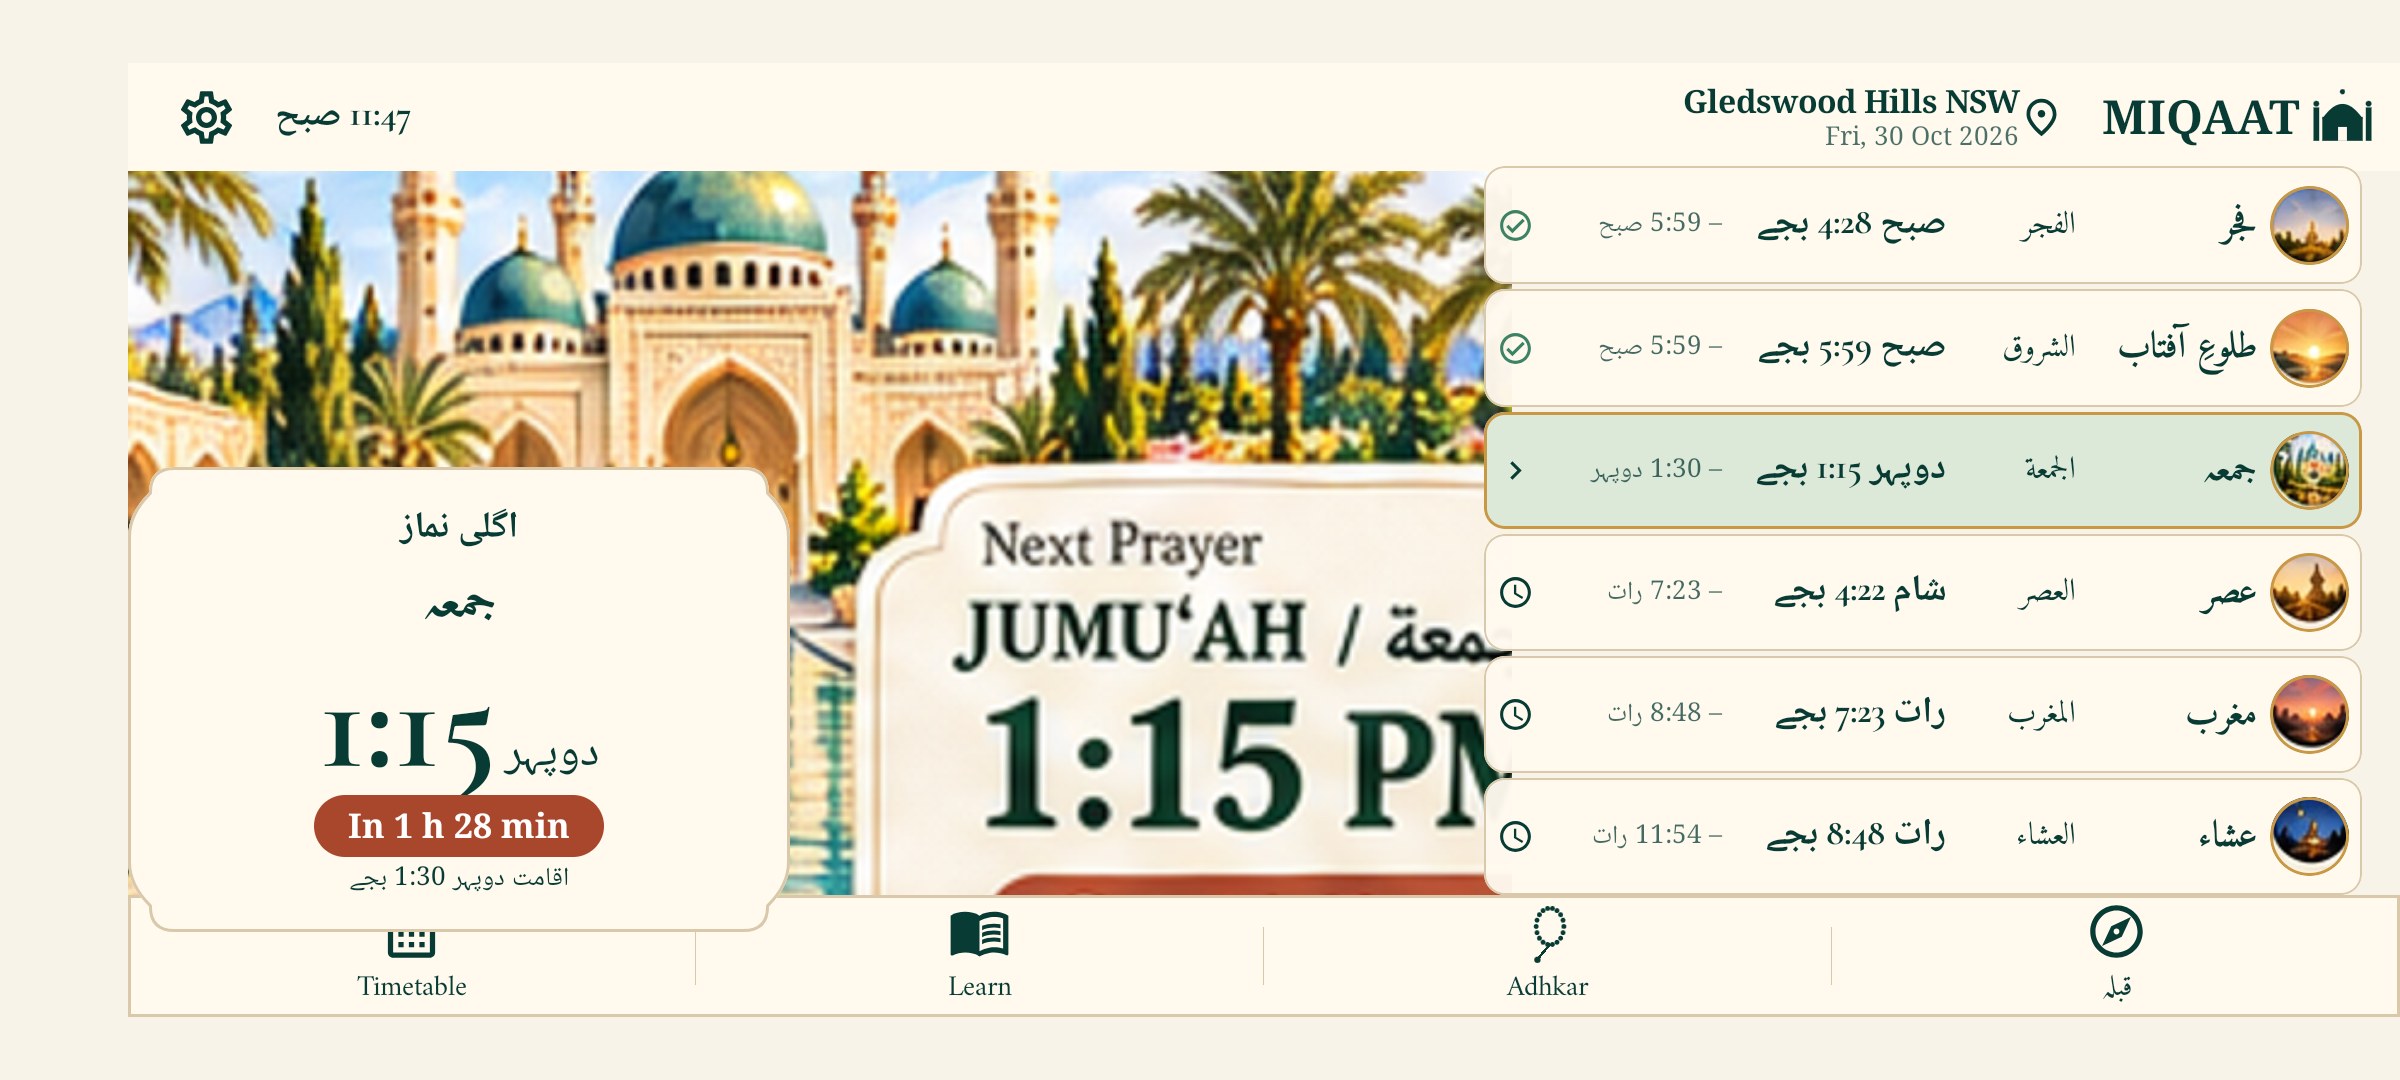 MIQAAT
Gledswood Hills NSW
Fri, 30 Oct 2026
11:47 صبح
فجر الفجر صبح 4:28 بجے – 5:59 صبح
طلوعِ آفتاب الشروق صبح 5:59 بجے – 5:59 صبح
جمعہ الجمعة دوپہر 1:15 بجے – 1:30 دوپہر
عصر العصر شام 4:22 بجے – 7:23 رات
مغرب المغرب رات 7:23 بجے – 8:48 رات
عشاء العشاء رات 8:48 بجے – 11:54 رات
Next Prayer
JUMU‘AH / معة
1:15 PM
اگلی نماز
جمعہ
1:15 دوپہر
In 1 h 28 min
اقامت دوپہر 1:30 بجے
قبلہ
Adhkar
Learn
Timetable